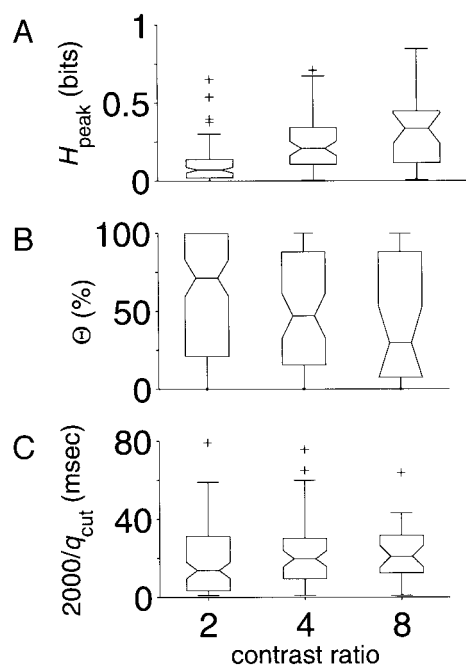 A
H_peak (bits)
1
0.5
0
B
Θ (%)
100
50
0
C
2000/q_cut (msec)
80
40
0
2 4 8
contrast ratio